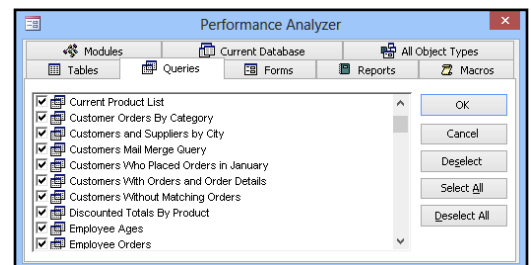 Performance Analyzer
Modules
Current Database
All Object Types
Tables
Queries
Forms
Reports
Macros
Current Product List
Customer Orders By Category
Customers and Suppliers by City
Customers Mail Merge Query
Customers Who Placed Orders in January
Customers With Orders and Order Details
Customers Without Matching Orders
Discounted Totals By Product
Employee Ages
Employee Orders
OK
Cancel
Deselect
Select All
Deselect All